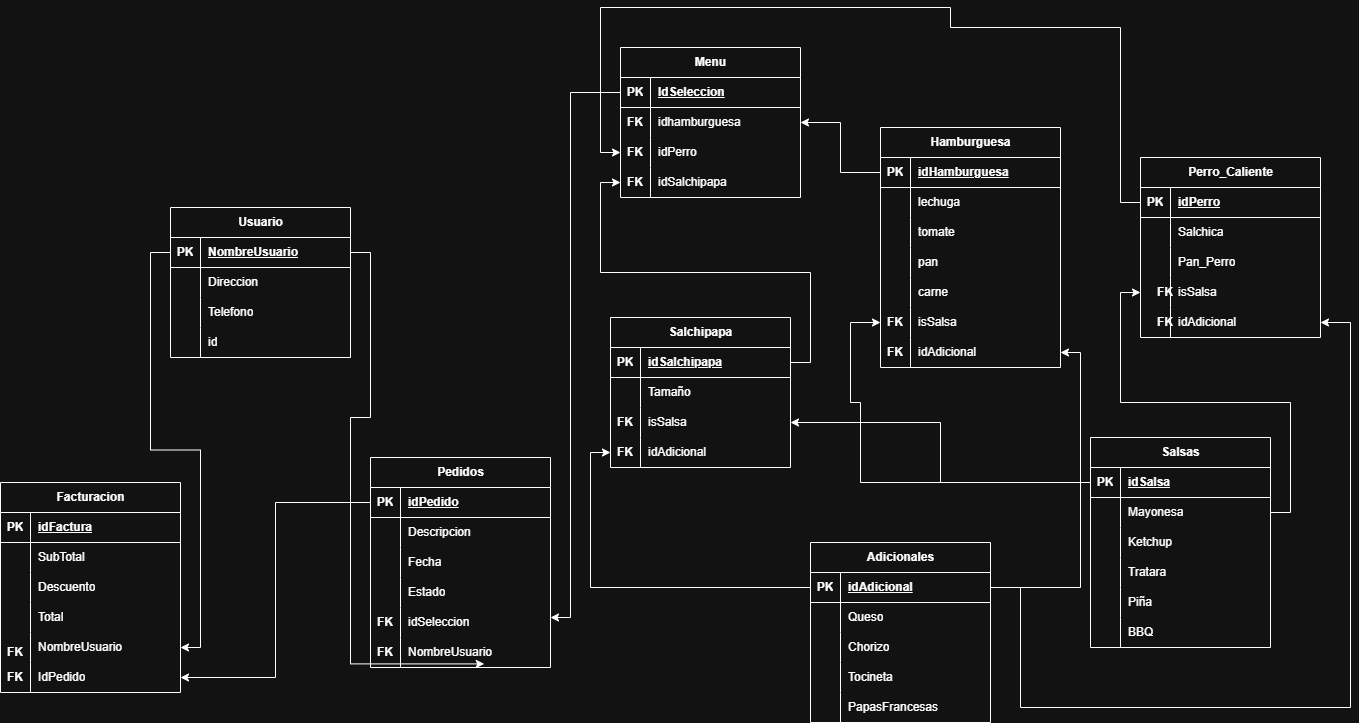 Menu
PK IdSeleccion
FK idhamburguesa
FK idPerro
FK idSalchipapa
Hamburguesa
PK idHamburguesa
lechuga
tomate
pan
carne
FK isSalsa
FK idAdicional
Perro_Caliente
PK idPerro
Salchica
Pan_Perro
FK isSalsa
FK idAdicional
Usuario
PK NombreUsuario
Direccion
Telefono
id
Salchipapa
PK idSalchipapa
Tamaño
FK isSalsa
FK idAdicional
Salsas
PK idSalsa
Mayonesa
Ketchup
Tratara
Piña
BBQ
Pedidos
PK idPedido
Descripcion
Fecha
Estado
FK idSeleccion
FK NombreUsuario
Facturacion
PK idFactura
SubTotal
Descuento
Total
FK NombreUsuario
FK IdPedido
Adicionales
PK idAdicional
Queso
Chorizo
Tocineta
PapasFrancesas